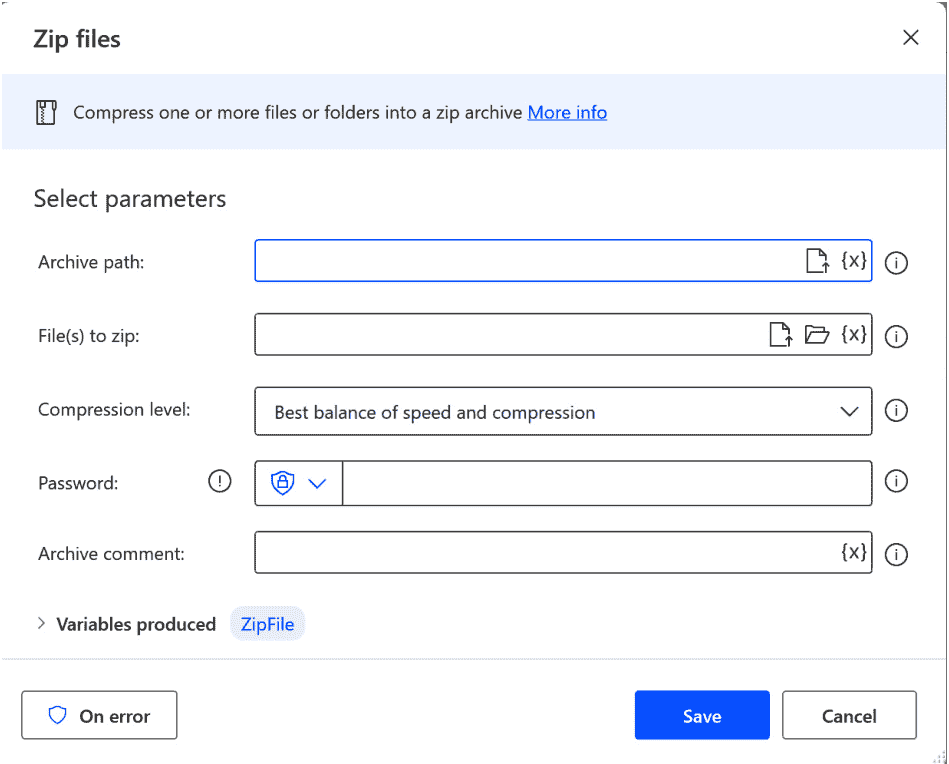 Zip files
Compress one or more files or folders into a zip archive More info
Select parameters
Archive path:
{x}
File(s) to zip:
{x}
Compression level:
Best balance of speed and compression
Password:
Archive comment:
{x}
Variables produced ZipFile
On error
Save
Cancel